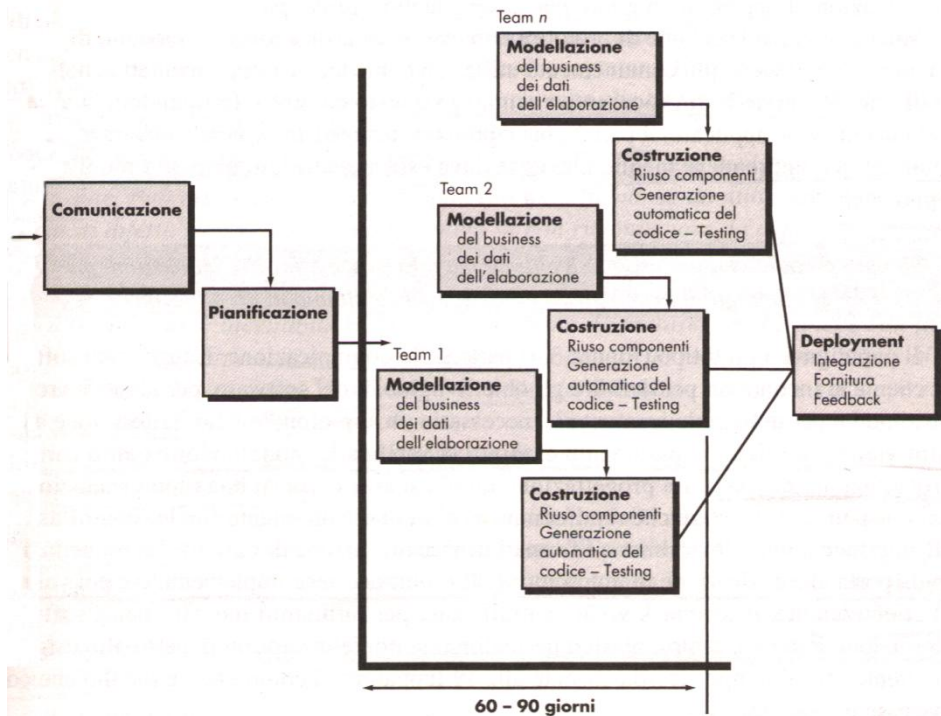 Team n
Modellazione
del business
dei dati
dell'elaborazione
Costruzione
Riuso componenti
Generazione
automatica del
codice – Testing
Team 2
Modellazione
del business
dei dati
dell'elaborazione
Costruzione
Riuso componenti
Generazione
automatica del
codice – Testing
Comunicazione
Pianificazione
Team 1
Modellazione
del business
dei dati
dell'elaborazione
Costruzione
Riuso componenti
Generazione
automatica del
codice – Testing
Deployment
Integrazione
Fornitura
Feedback
60 – 90 giorni